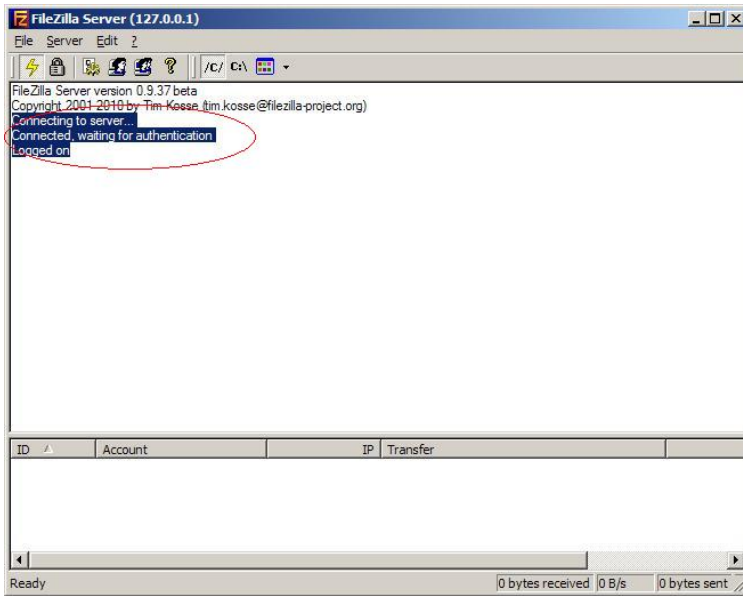 FileZilla Server (127.0.0.1)
File Server Edit ?
/C/ C:\
FileZilla Server version 0.9.37 beta
Copyright 2001-2010 by Tim Kosse (tim.kosse@filezilla-project.org)
Connecting to server...
Connected, waiting for authentication
Logged on
ID Account IP Transfer
Ready 0 bytes received 0 B/s 0 bytes sent